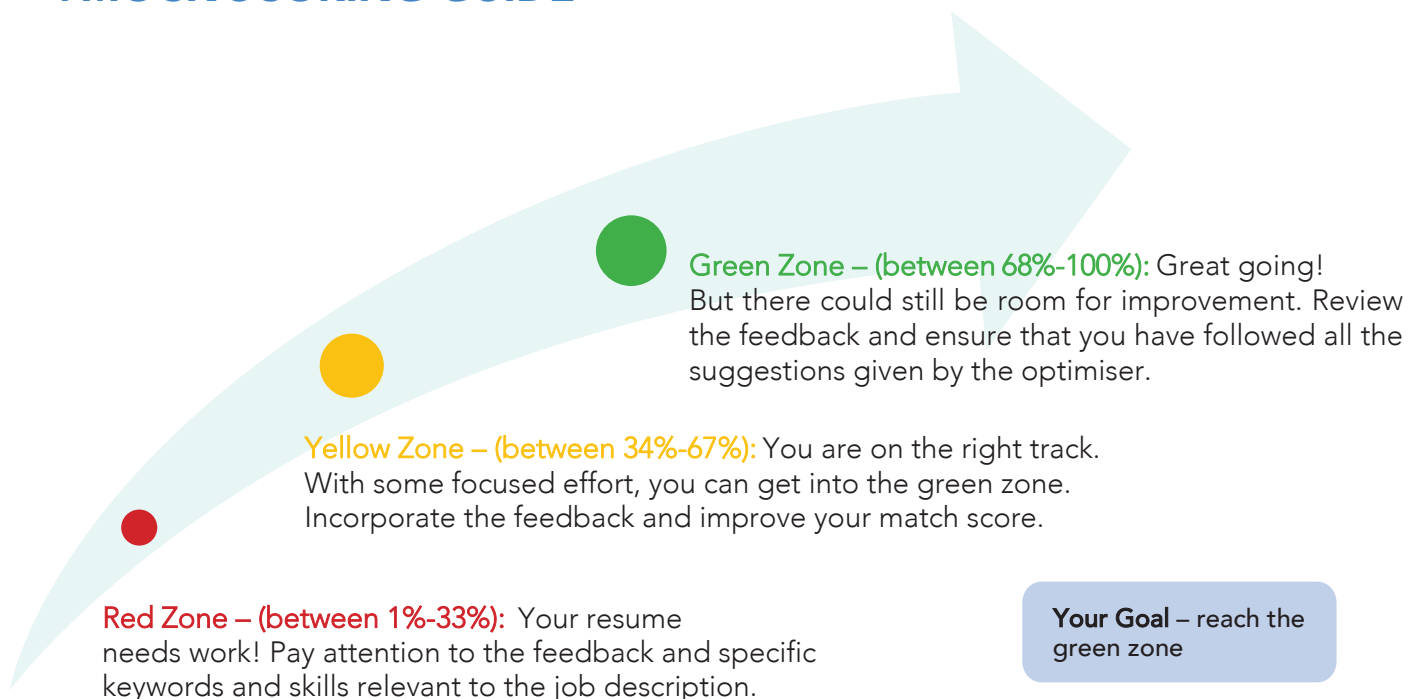 Green Zone – (between 68%-100%): Great going!
But there could still be room for improvement. Review
the feedback and ensure that you have followed all the
suggestions given by the optimiser.
Yellow Zone – (between 34%-67%): You are on the right track.
With some focused effort, you can get into the green zone.
Incorporate the feedback and improve your match score.
Red Zone – (between 1%-33%): Your resume
needs work! Pay attention to the feedback and specific
keywords and skills relevant to the job description.
Your Goal – reach the
green zone